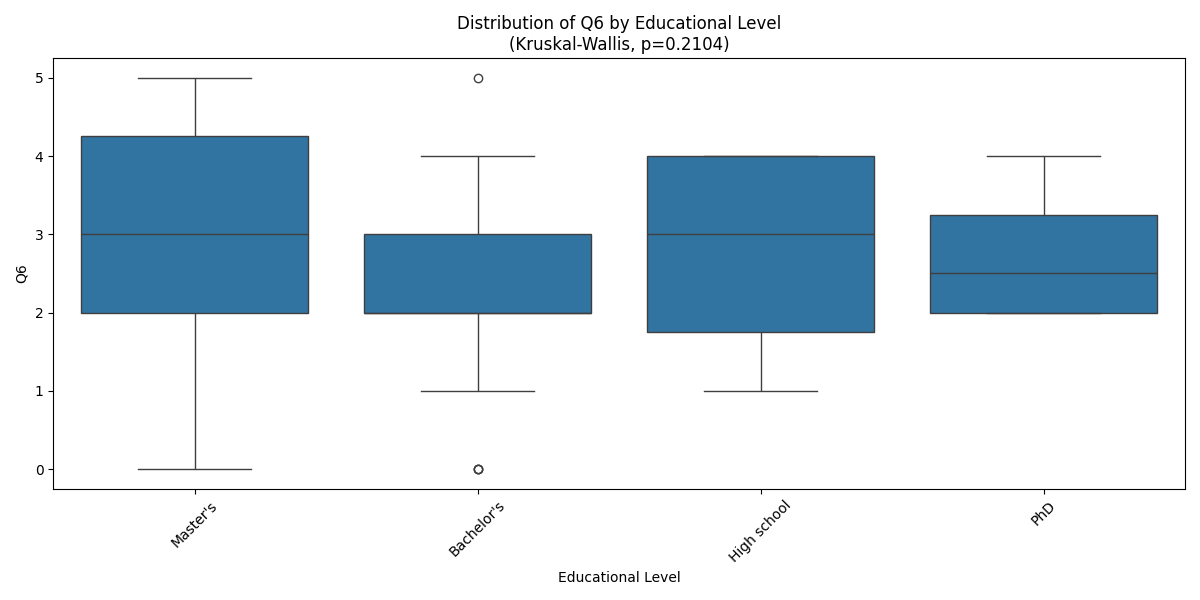 Distribution of Q6 by Educational Level
(Kruskal-Wallis, p=0.2104)
Q6
5
4
3
2
1
0
Master's
Bachelor's
High school
PhD
Educational Level